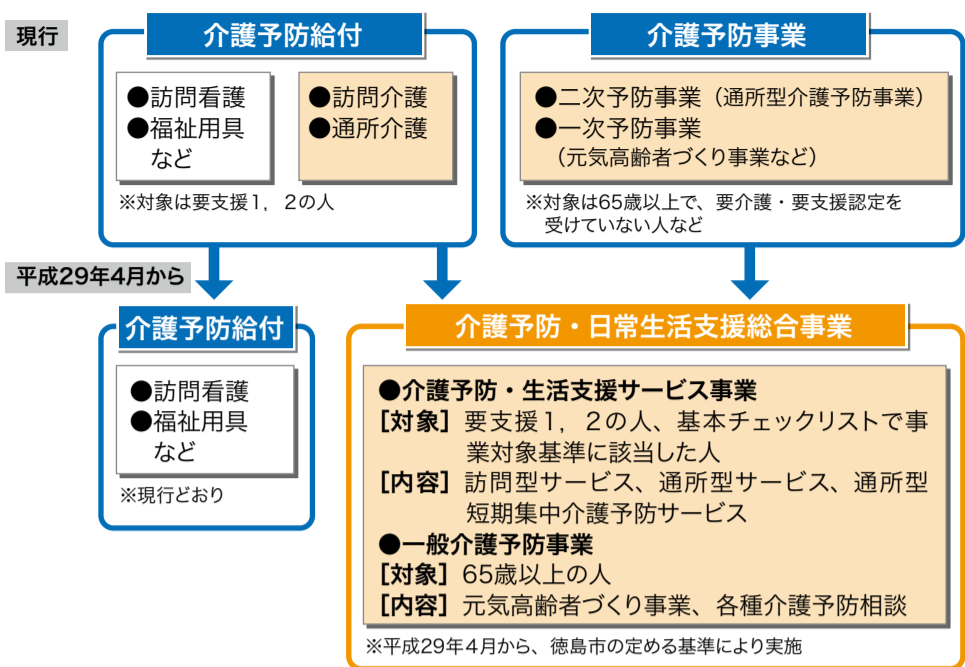 現行
介護予防給付
●訪問看護
●福祉用具
など
●訪問介護
●通所介護
※対象は要支援1，2の人
介護予防事業
●二次予防事業（通所型介護予防事業）
●一次予防事業
（元気高齢者づくり事業など）
※対象は65歳以上で、要介護・要支援認定を
受けていない人など
平成29年4月から
介護予防給付
●訪問看護
●福祉用具
など
※現行どおり
介護予防・日常生活支援総合事業
●介護予防・生活支援サービス事業
［対象］要支援1，2の人、基本チェックリストで事
業対象基準に該当した人
［内容］訪問型サービス、通所型サービス、通所型
短期集中介護予防サービス
●一般介護予防事業
［対象］65歳以上の人
［内容］元気高齢者づくり事業、各種介護予防相談
※平成29年4月から、徳島市の定める基準により実施